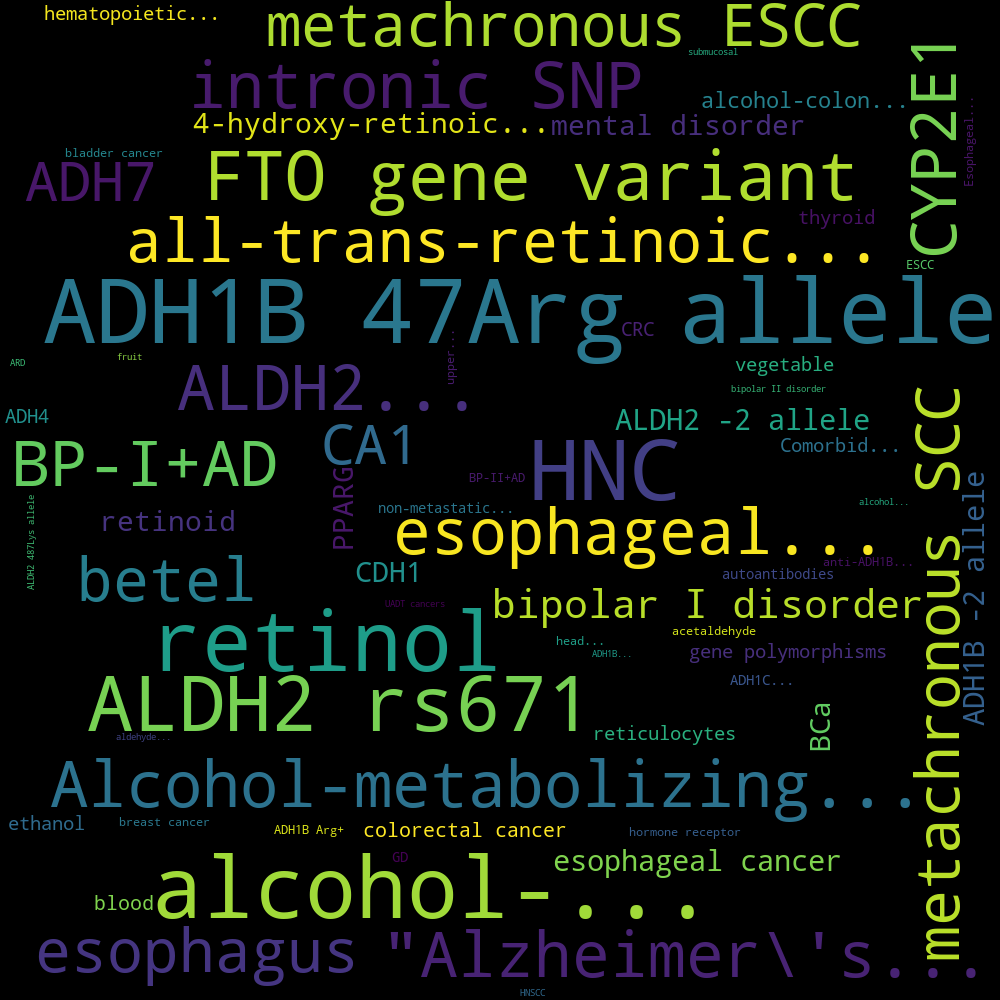 hematopoietic...
metachronous ESCC
submucosal
intronic SNP
alcohol-colon...
CYP2E1
Esophageal...
4-hydroxy-retinoic...
mental disorder
bladder cancer
ADH7
FTO gene variant
thyroid
all-trans-retinoic...
ESCC
ADH1B 47Arg allele
CRC
upper...
fruit
ARD
vegetable
ALDH2...
bipolar II disorder
ADH4
ALDH2 -2 allele
CA1
Comorbid...
BP-I+AD
HNC
metachronous SCC
PPARG
BP-II+AD
ADH1B -2 allele
ALDH2 487Lys allele
alcohol...
non-metastatic...
retinoid
esophageal...
anti-ADH1B...
CDH1
autoantibodies
betel
UADT cancers
bipolar I disorder
acetaldehyde
retinol
head...
ADH1B...
gene polymorphisms
ADH1C...
ALDH2 rs671
BCa
aldehyde...
reticulocytes
Alcohol-metabolizing...
ethanol
breast cancer
ADH1B Arg+
colorectal cancer
hormone receptor
GD
esophageal cancer
alcohol-...
blood
esophagus
"Alzheimer\'s...
HNSCC